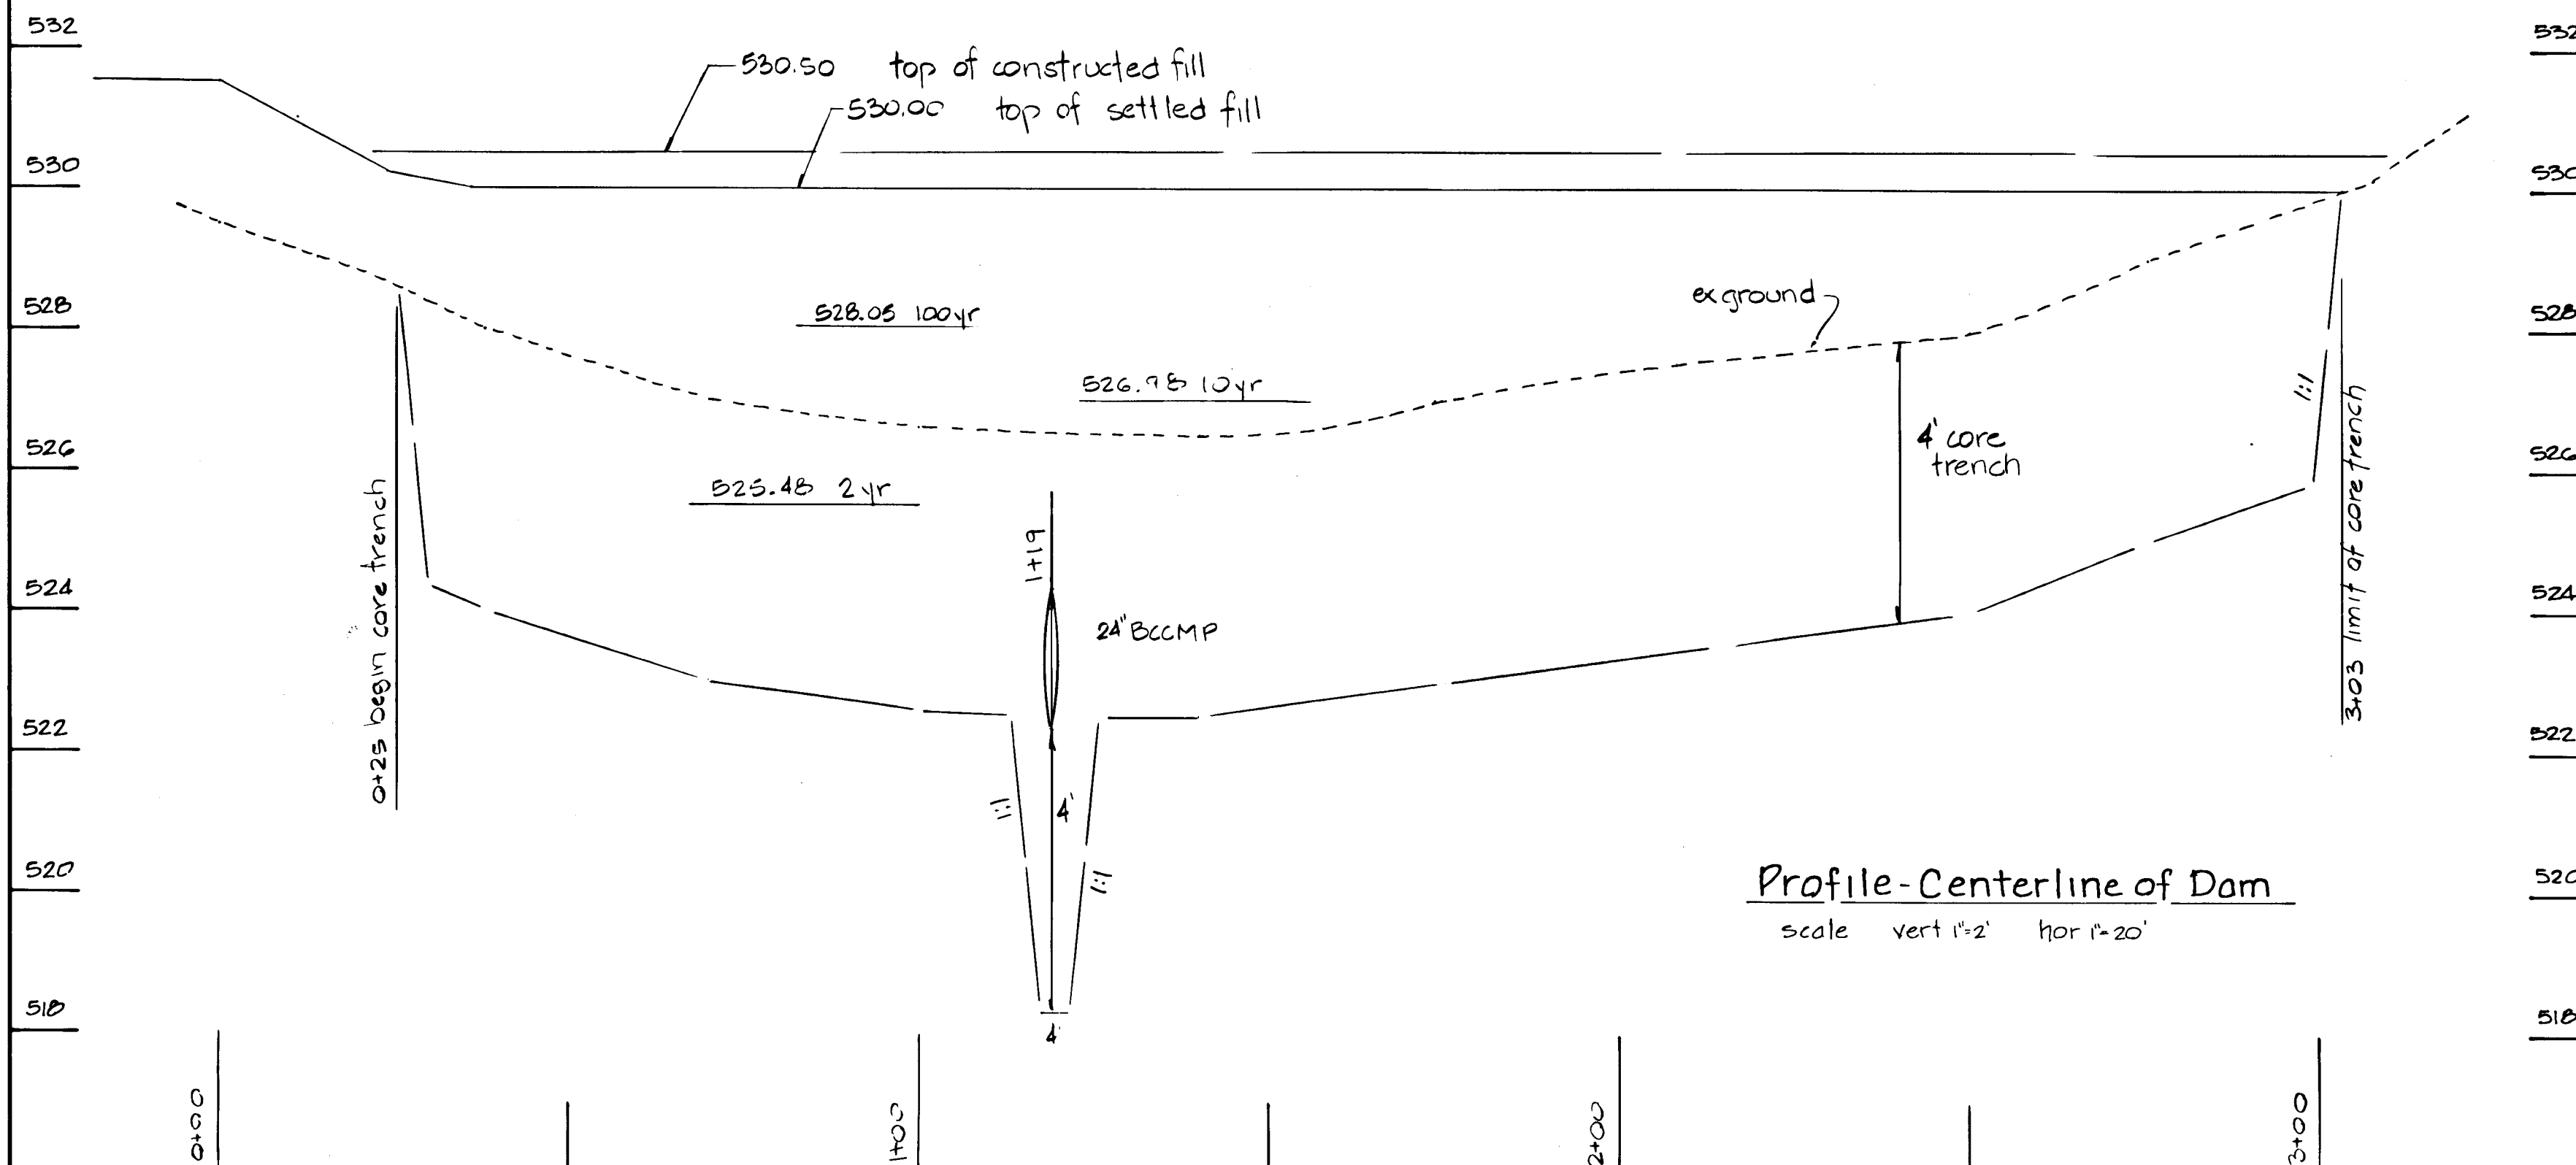 532
532
530.50 top of constructed fill
530.00 top of settled fill
530
530
528
528.05 100yr
ex ground
528
526.98 10yr
1:1
526
525.48 2yr
4' core
trench
526
0+25 begin core trench
1+19
3+03 limit of core trench
524
24" BCCMP
524
522
522
1:1
4'
1:1
520
Profile-Centerline of Dam
520
scale vert 1"=2' hor 1"=20'
518
4'
518
0+00
1+00
2+00
3+00